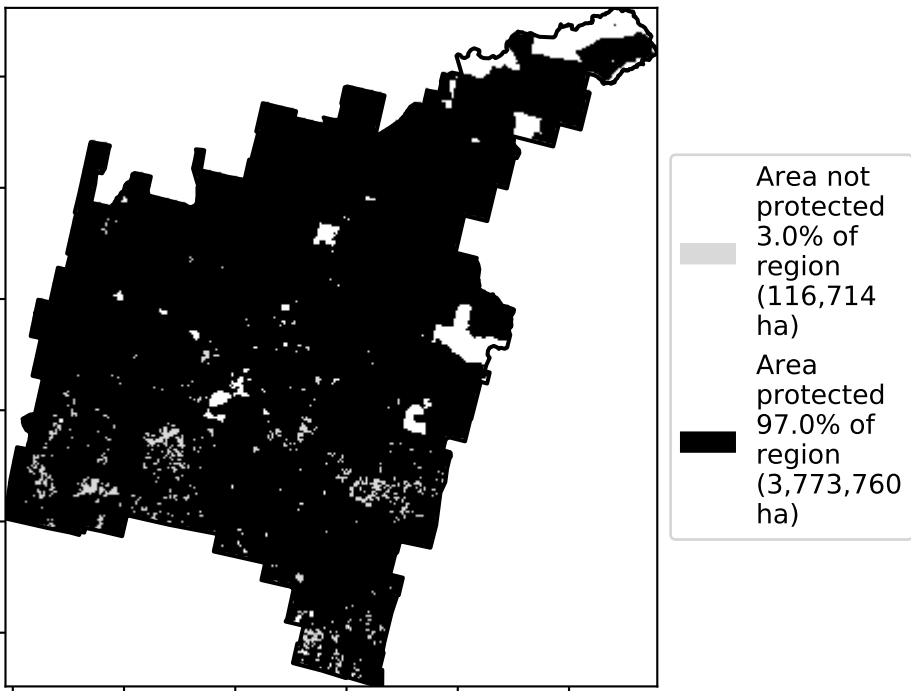 Area not
protected
3.0% of
region
(116,714
ha)
Area
protected
97.0% of
region
(3,773,760
ha)